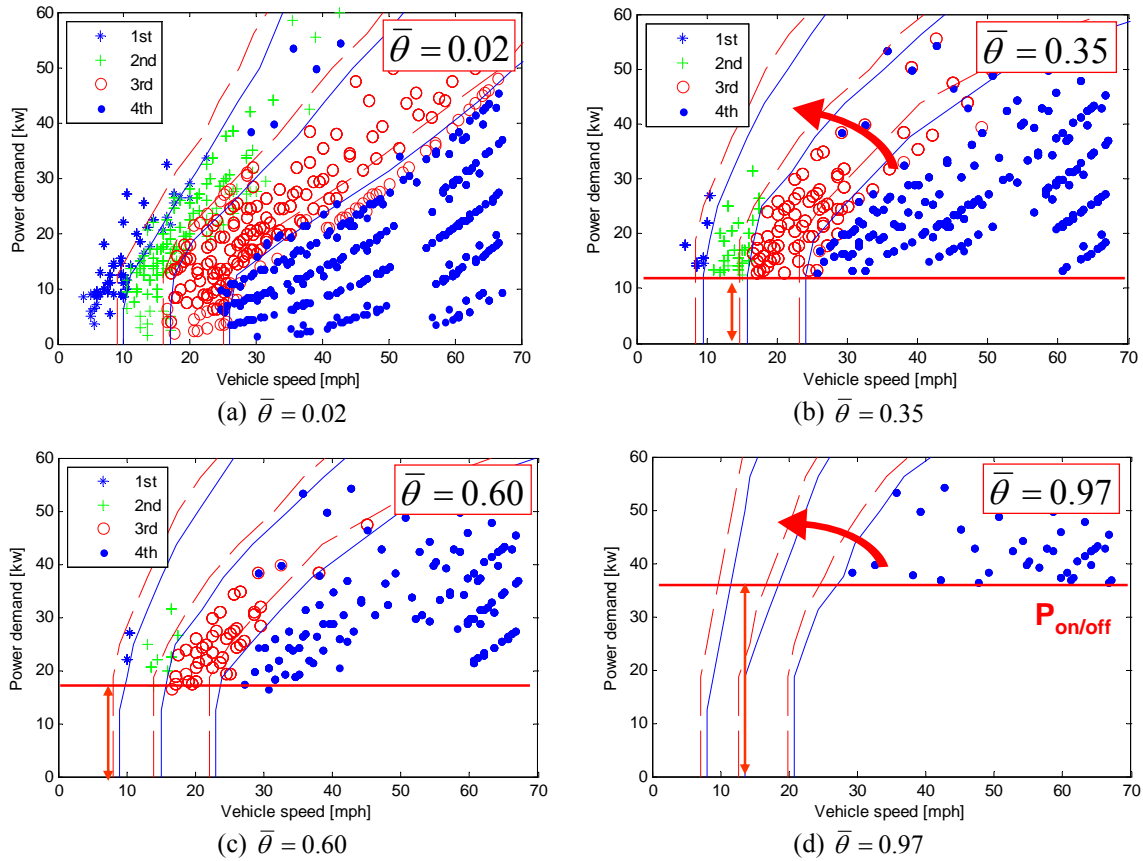 60
50
40
30
20
10
0
Power demand [kw]
1st
2nd
3rd
4th
θ̅ = 0.02
0 10 20 30 40 50 60 70
Vehicle speed [mph]
(a) θ̅ = 0.02
60
50
40
30
20
10
0
Power demand [kw]
1st
2nd
3rd
4th
θ̅ = 0.35
0 10 20 30 40 50 60 70
Vehicle speed [mph]
(b) θ̅ = 0.35
60
50
40
30
20
10
0
Power demand [kw]
1st
2nd
3rd
4th
θ̅ = 0.60
0 10 20 30 40 50 60 70
Vehicle speed [mph]
(c) θ̅ = 0.60
60
50
40
30
20
10
0
Power demand [kw]
θ̅ = 0.97
Pon/off
0 10 20 30 40 50 60 70
Vehicle speed [mph]
(d) θ̅ = 0.97